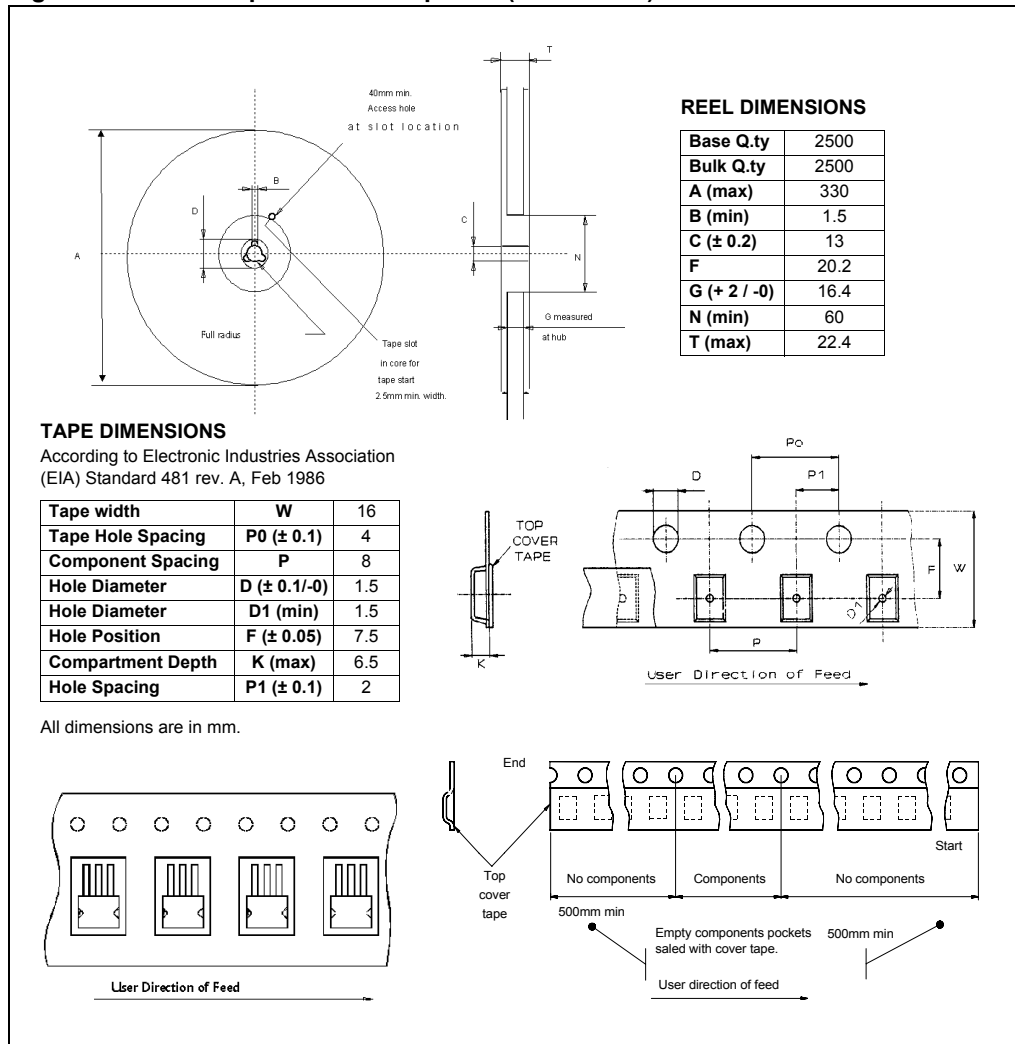 T
40mm min.
Access hole
at slot location
B
D
C
A
N
Full radius
Tape slot
in core for
tape start
2.5mm min. width.
G measured
at hub
REEL DIMENSIONS
Base Q.ty 2500
Bulk Q.ty 2500
A (max) 330
B (min) 1.5
C (± 0.2) 13
F 20.2
G (+ 2 / -0) 16.4
N (min) 60
T (max) 22.4
TAPE DIMENSIONS
According to Electronic Industries Association
(EIA) Standard 481 rev. A, Feb 1986
Tape width W 16
Tape Hole Spacing P0 (± 0.1) 4
Component Spacing P 8
Hole Diameter D (± 0.1/-0) 1.5
Hole Diameter D1 (min) 1.5
Hole Position F (± 0.05) 7.5
Compartment Depth K (max) 6.5
Hole Spacing P1 (± 0.1) 2
All dimensions are in mm.
TOP
COVER
TAPE
K
Po
D
P1
F
W
D1
P
User Direction of Feed
User Direction of Feed
End
Start
Top
cover
tape
No components
Components
No components
500mm min
Empty components pockets
saled with cover tape.
500mm min
User direction of feed